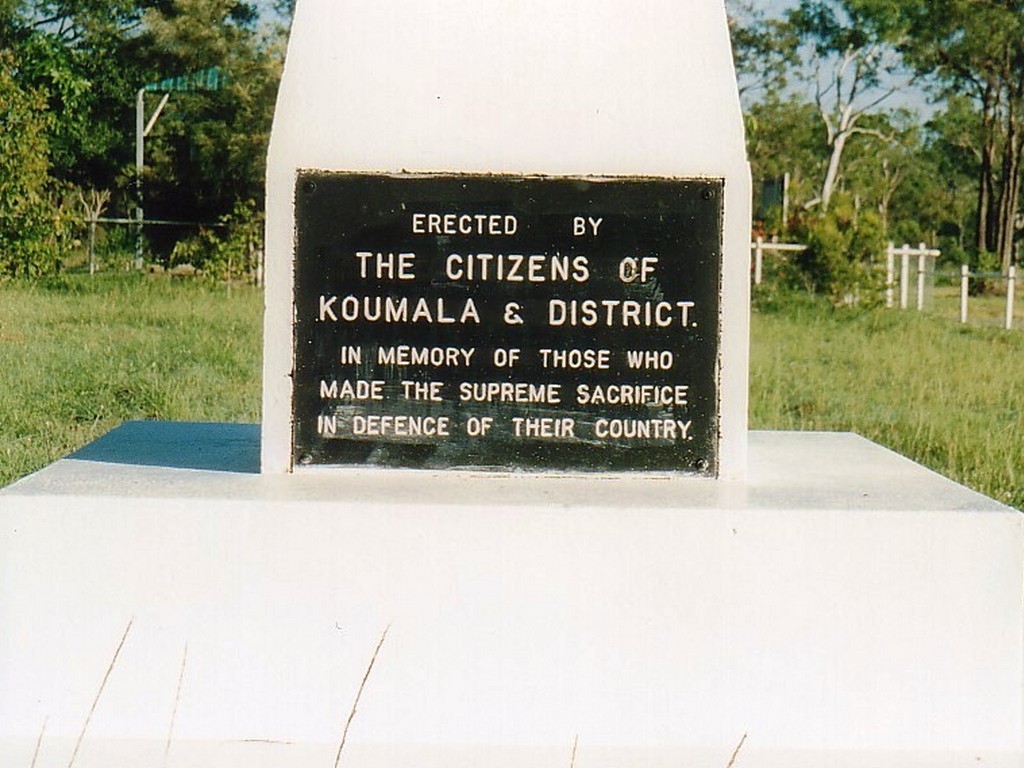 ERECTED BY
THE CITIZENS OF
KOUMALA & DISTRICT.
IN MEMORY OF THOSE WHO
MADE THE SUPREME SACRIFICE
IN DEFENCE OF THEIR COUNTRY.